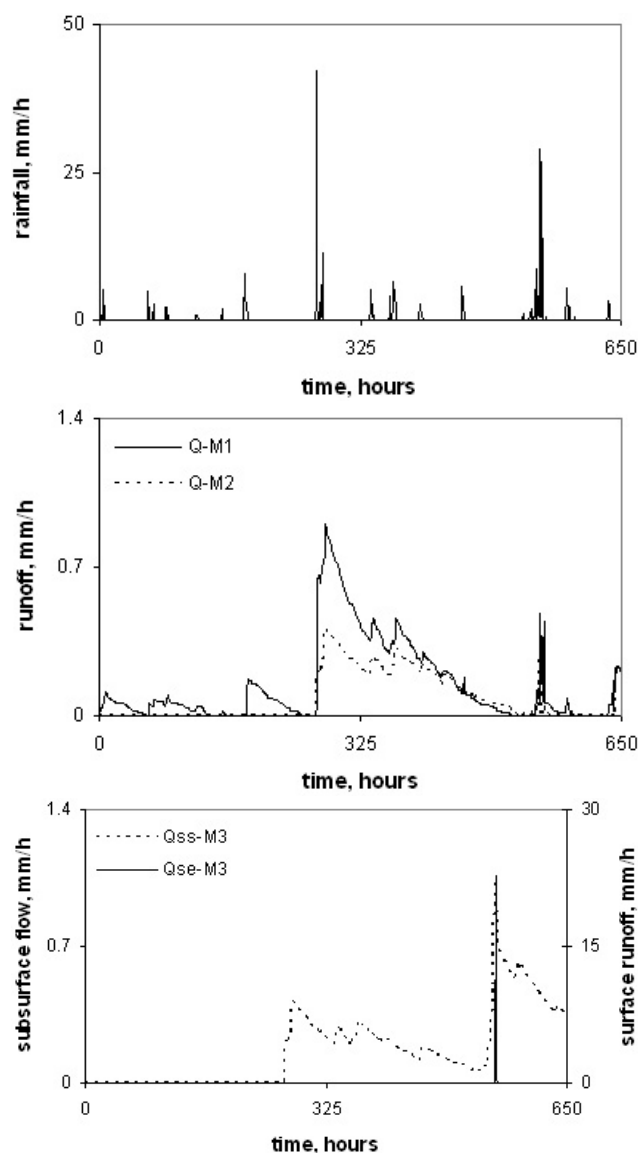 50
25
0
rainfall, mm/h
0 325 650
time, hours
1.4
0.7
0
runoff, mm/h
Q-M1
Q-M2
0 325 650
time, hours
1.4 30
0.7 15
0 0
subsurface flow, mm/h
surface runoff, mm/h
Qss-M3
Qse-M3
0 325 650
time, hours